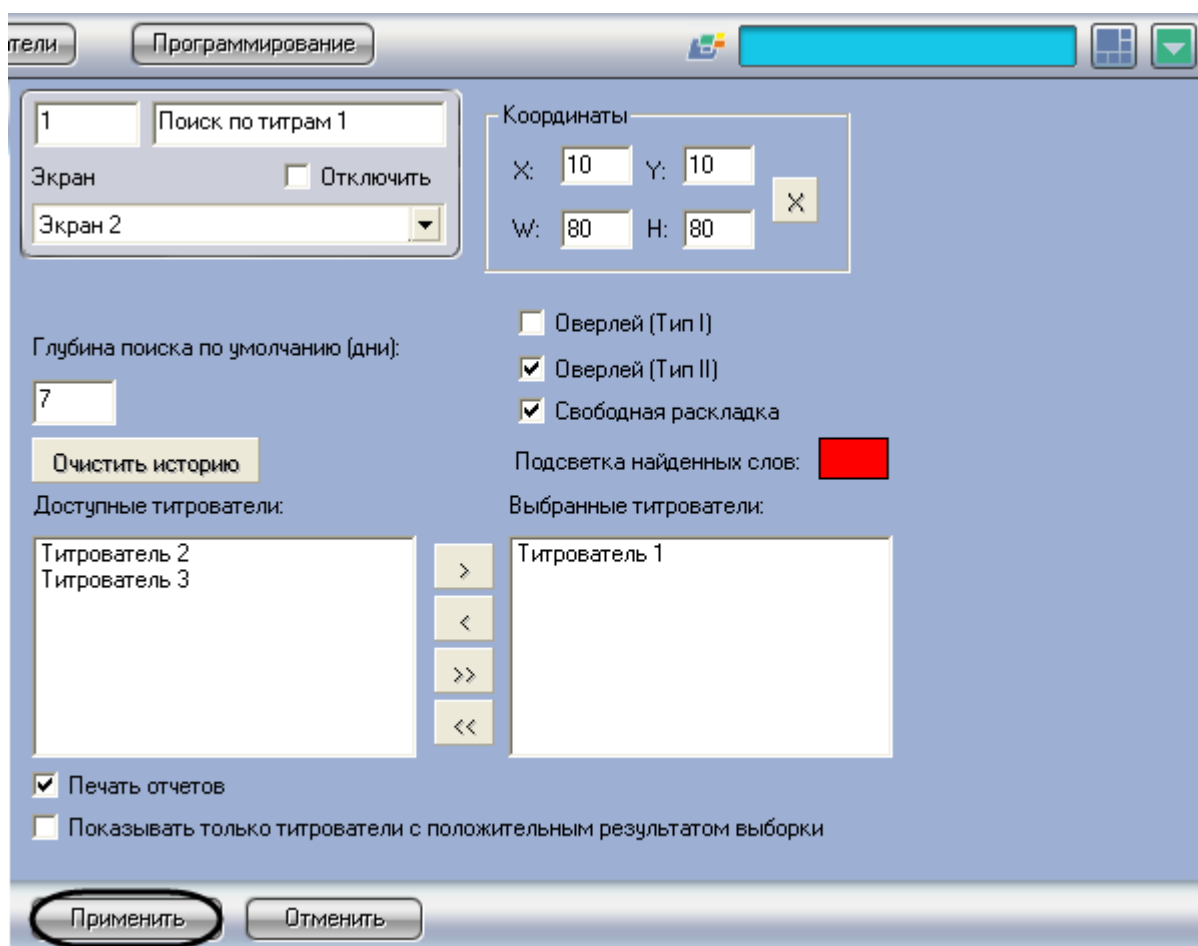 тели Программирование
1 Поиск по титрам 1
Экран Отключить
Экран 2
Координаты
X: 10 Y: 10
X
W: 80 H: 80
Глубина поиска по умолчанию (дни):
7
Очистить историю
Оверлей (Тип I)
Оверлей (Тип II)
Свободная раскладка
Подсветка найденных слов:
Доступные титрователи:
Титрователь 2
Титрователь 3
>
<
>>
<<
Выбранные титрователи:
Титрователь 1
Печать отчетов
Показывать только титрователи с положительным результатом выборки
Применить Отменить